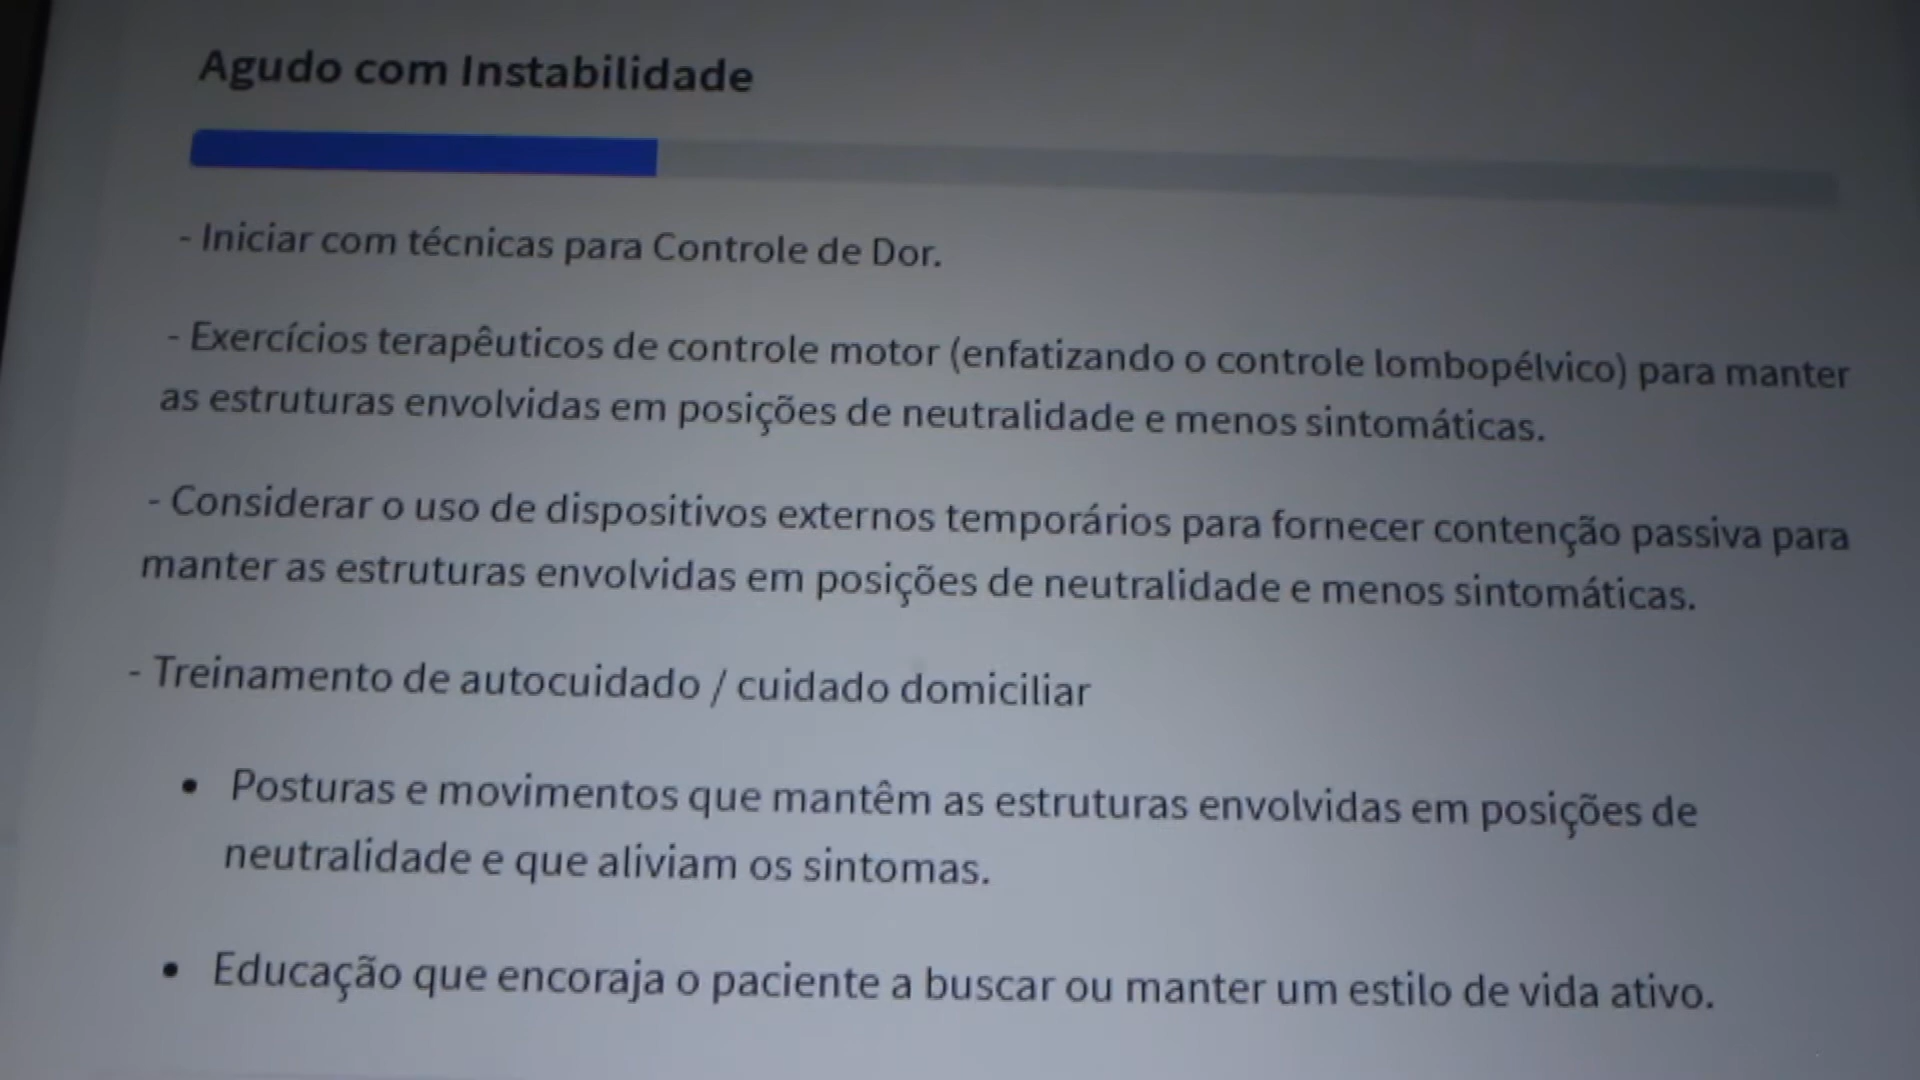 Agudo com Instabilidade
- Iniciar com técnicas para Controle de Dor.
- Exercícios terapêuticos de controle motor (enfatizando o controle lombopélvico) para manter
as estruturas envolvidas em posições de neutralidade e menos sintomáticas.
- Considerar o uso de dispositivos externos temporários para fornecer contenção passiva para
manter as estruturas envolvidas em posições de neutralidade e menos sintomáticas.
- Treinamento de autocuidado / cuidado domiciliar
• Posturas e movimentos que mantêm as estruturas envolvidas em posições de
neutralidade e que aliviam os sintomas.
• Educação que encoraja o paciente a buscar ou manter um estilo de vida ativo.